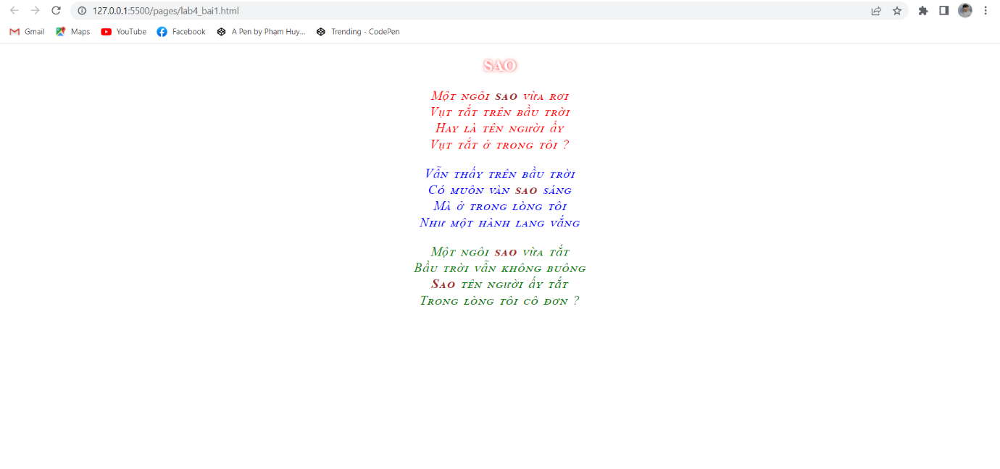 127.0.0.1:5500/pages/lab4_bai1.html
Gmail Maps YouTube Facebook A Pen by Phạm Huy... Trending - CodePen
SAO
Một ngôi sao vừa rơi
Vụt tắt trên bầu trời
Hay là tên người ấy
Vụt tắt ở trong tôi ?
Vẫn thấy trên bầu trời
Có muôn vàn sao sáng
Mà ở trong lòng tôi
Như một hành lang vắng
Một ngôi sao vừa tắt
Bầu trời vẫn không buông
Sao tên người ấy tắt
Trong lòng tôi cô đơn ?